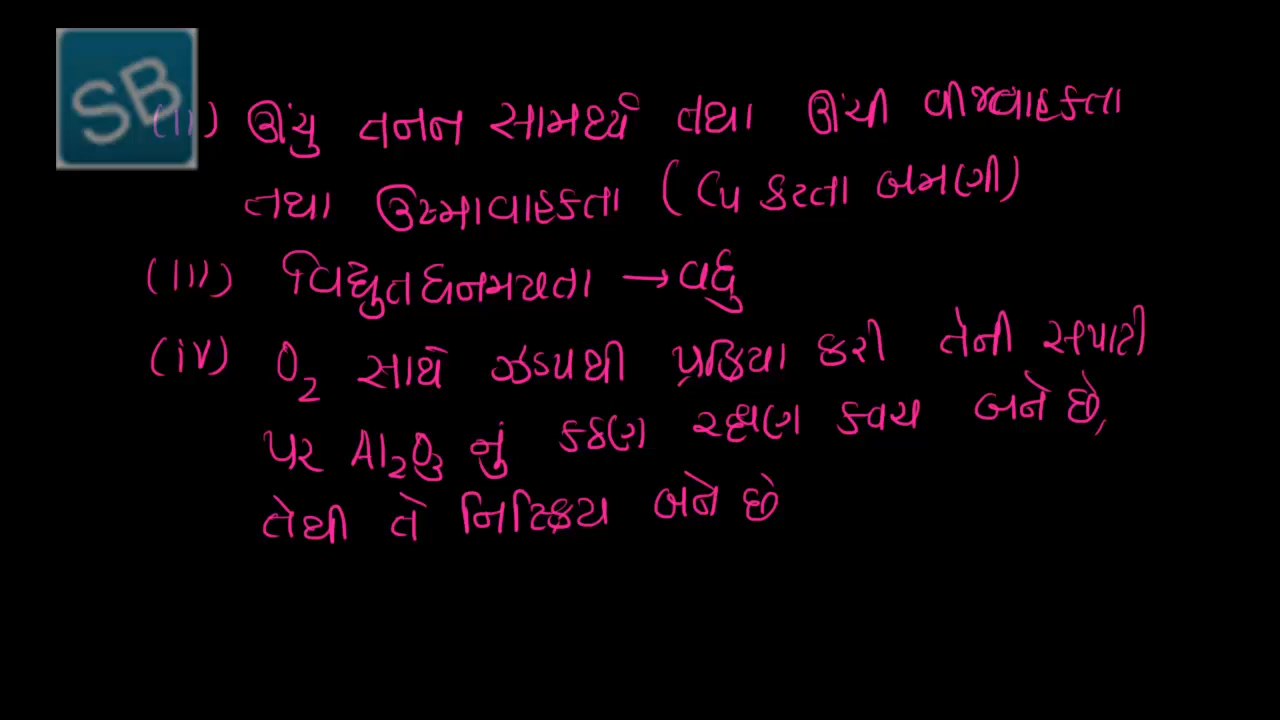 SB
(ii) ઊંચુ તનન સામર્થ્ય તથા ઊંચી વીજવાહકતા
તથા ઉષ્માવાહકતા (Cu કરતા બમણી)
(iii) વિદ્યુતધનમયતા → વધુ
(iv) O₂ સાથે ઝડપથી પ્રક્રિયા કરી તેની સપાટી
પર Al₂O₃ નું કઠણ રક્ષણ કવચ બને છે,
તેથી તે નિષ્ક્રિય બને છે